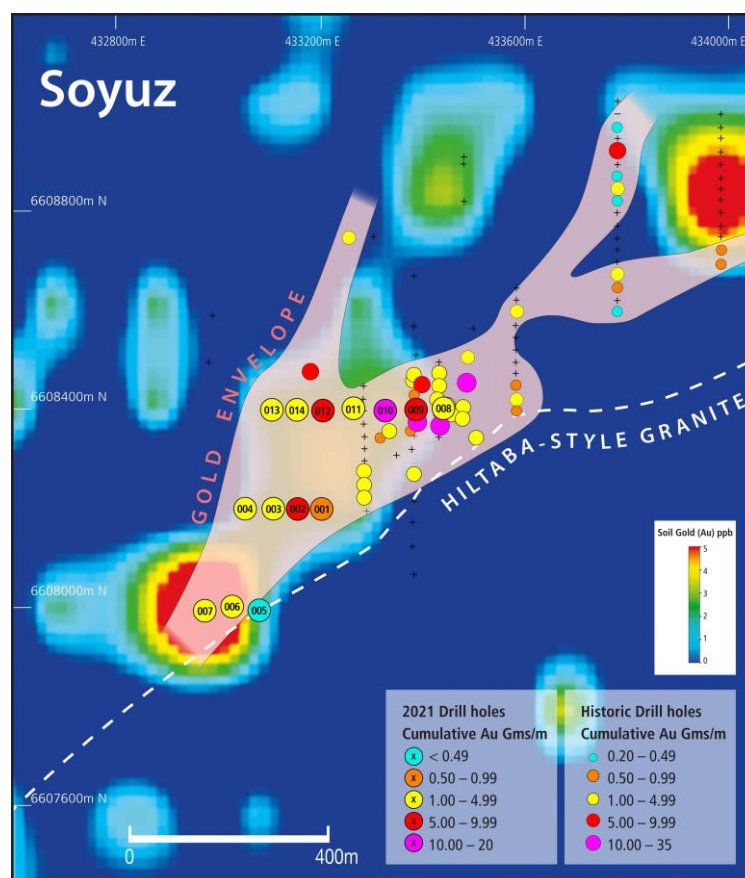 432800m E
433200m E
433600m E
434000m E
Soyuz
6608800m N
GOLD ENVELOPE
6608400m N
013 014 012 011 010 009 008
HILTABA-STYLE GRANITE
004 003 002 001
Soil Gold (Au) ppb
5
4
3
2
1
0
6608000m N
007 006 005
2021 Drill holes
Cumulative Au Gms/m
x < 0.49
x 0.50 – 0.99
x 1.00 – 4.99
x 5.00 – 9.99
x 10.00 – 20
Historic Drill holes
Cumulative Au Gms/m
0.20 – 0.49
0.50 – 0.99
1.00 – 4.99
5.00 – 9.99
10.00 – 35
6607600m N
0 400m